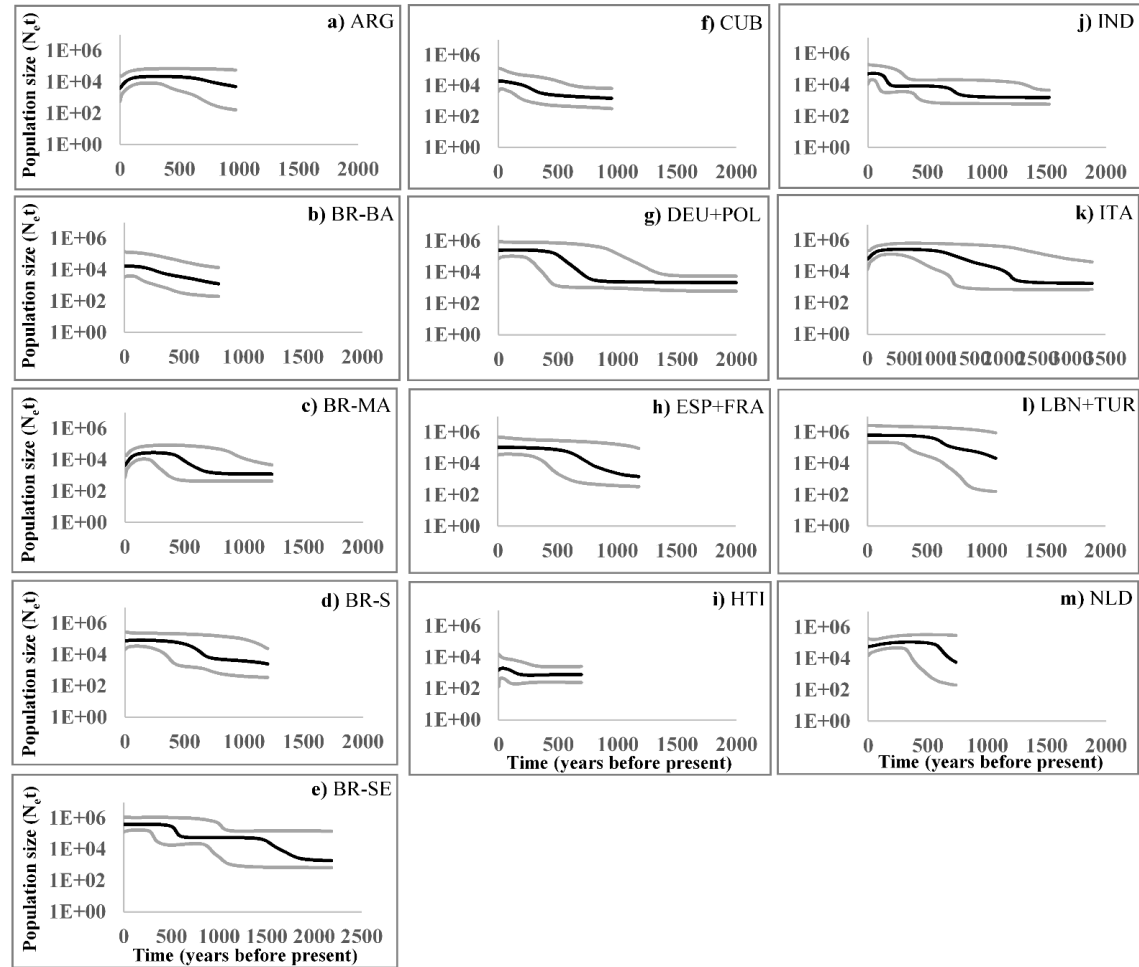 a) ARG
Population size (Nₑt)
1E+06
1E+04
1E+02
1E+00
0 500 1000 1500 2000
b) BR-BA
Population size (Nₑt)
1E+06
1E+04
1E+02
1E+00
0 500 1000 1500 2000
c) BR-MA
Population size (Nₑt)
1E+06
1E+04
1E+02
1E+00
0 500 1000 1500 2000
d) BR-S
Population size (Nₑt)
1E+06
1E+04
1E+02
1E+00
0 500 1000 1500 2000
e) BR-SE
Population size (Nₑt)
1E+06
1E+04
1E+02
1E+00
0 500 1000 1500 2000 2500
Time (years before present)
f) CUB
1E+06
1E+04
1E+02
1E+00
0 500 1000 1500 2000
g) DEU+POL
1E+06
1E+04
1E+02
1E+00
0 500 1000 1500 2000
h) ESP+FRA
1E+06
1E+04
1E+02
1E+00
0 500 1000 1500 2000
i) HTI
1E+06
1E+04
1E+02
1E+00
0 500 1000 1500 2000
Time (years before present)
j) IND
1E+06
1E+04
1E+02
1E+00
0 500 1000 1500 2000
k) ITA
1E+06
1E+04
1E+02
1E+00
0 500 1000 1500 2000 2500 3000 3500
l) LBN+TUR
1E+06
1E+04
1E+02
1E+00
0 500 1000 1500 2000
m) NLD
1E+06
1E+04
1E+02
1E+00
0 500 1000 1500 2000
Time (years before present)